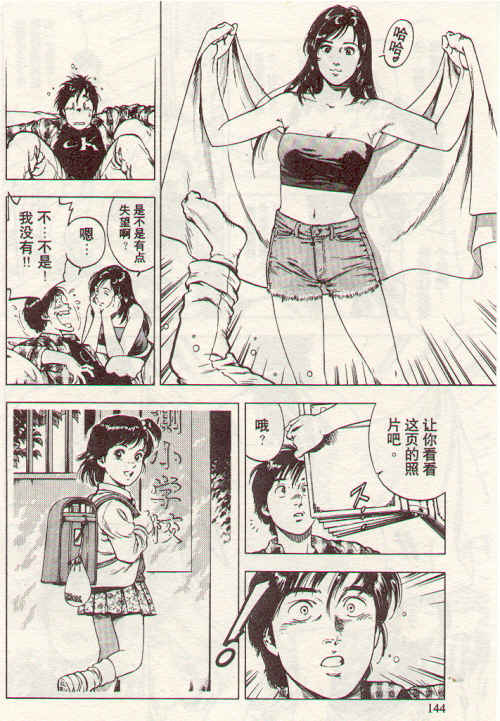 哈
哈
CK
是不是有点
失望啊？
嗯…
不…不是！
我没有!!
让你看看
这页的照
片吧。
哦？
ス
小学校
！
144